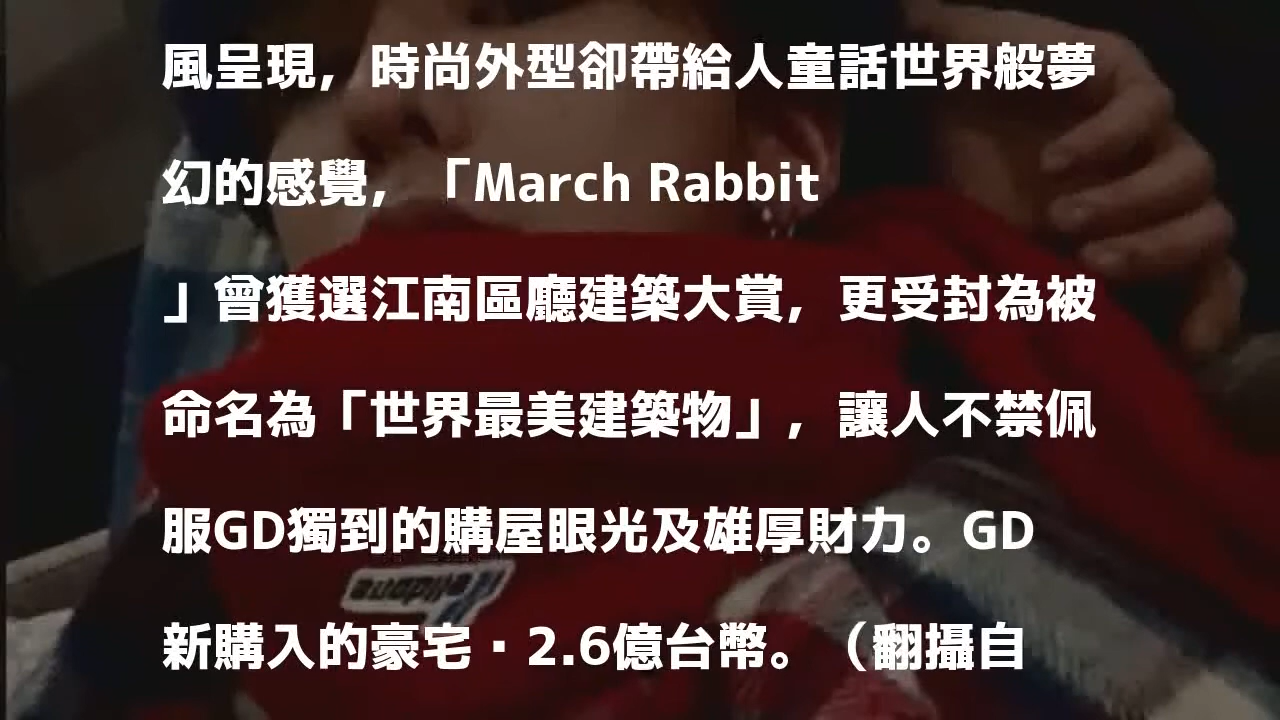 風呈現，時尚外型卻帶給人童話世界般夢
幻的感覺，「March Rabbit
」曾獲選江南區廳建築大賞，更受封為被
命名為「世界最美建築物」，讓人不禁佩
服GD獨到的購屋眼光及雄厚財力。GD
新購入的豪宅·2.6億台幣。（翻攝自